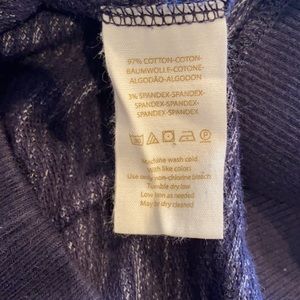 97% COTTON-COTON-
BAUMWOLLE-COTONE-
ALGODÃO-ALGODON
3% SPANDEX-SPANDEX-
SPANDEX-SPANDEX-
SPANDEX-SPANDEX
Machine wash cold
With like colors
Use only non-chlorine bleach
Tumble dry low
Low iron as needed
May be dry cleaned